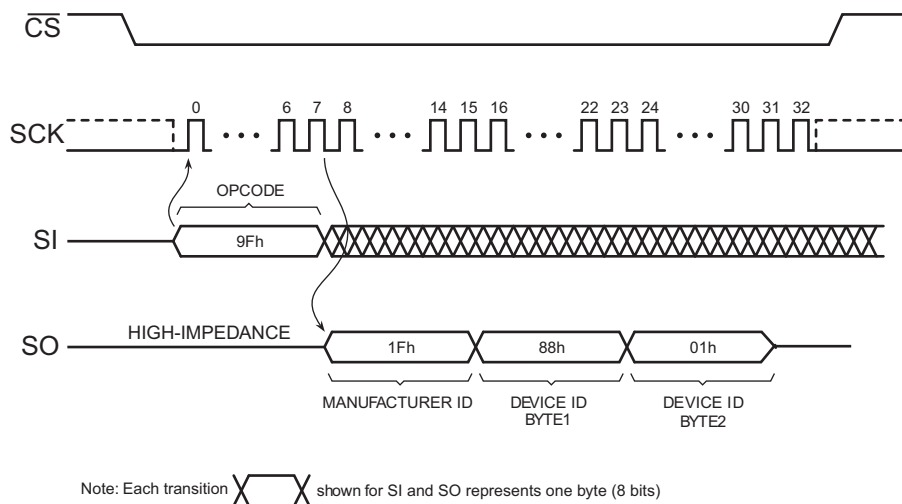 CS
0 6 7 8 14 15 16 22 23 24 30 31 32
SCK
OPCODE
SI
9Fh
HIGH-IMPEDANCE
SO
1Fh 88h 01h
MANUFACTURER ID DEVICE ID DEVICE ID
BYTE1 BYTE2
Note: Each transition shown for SI and SO represents one byte (8 bits)